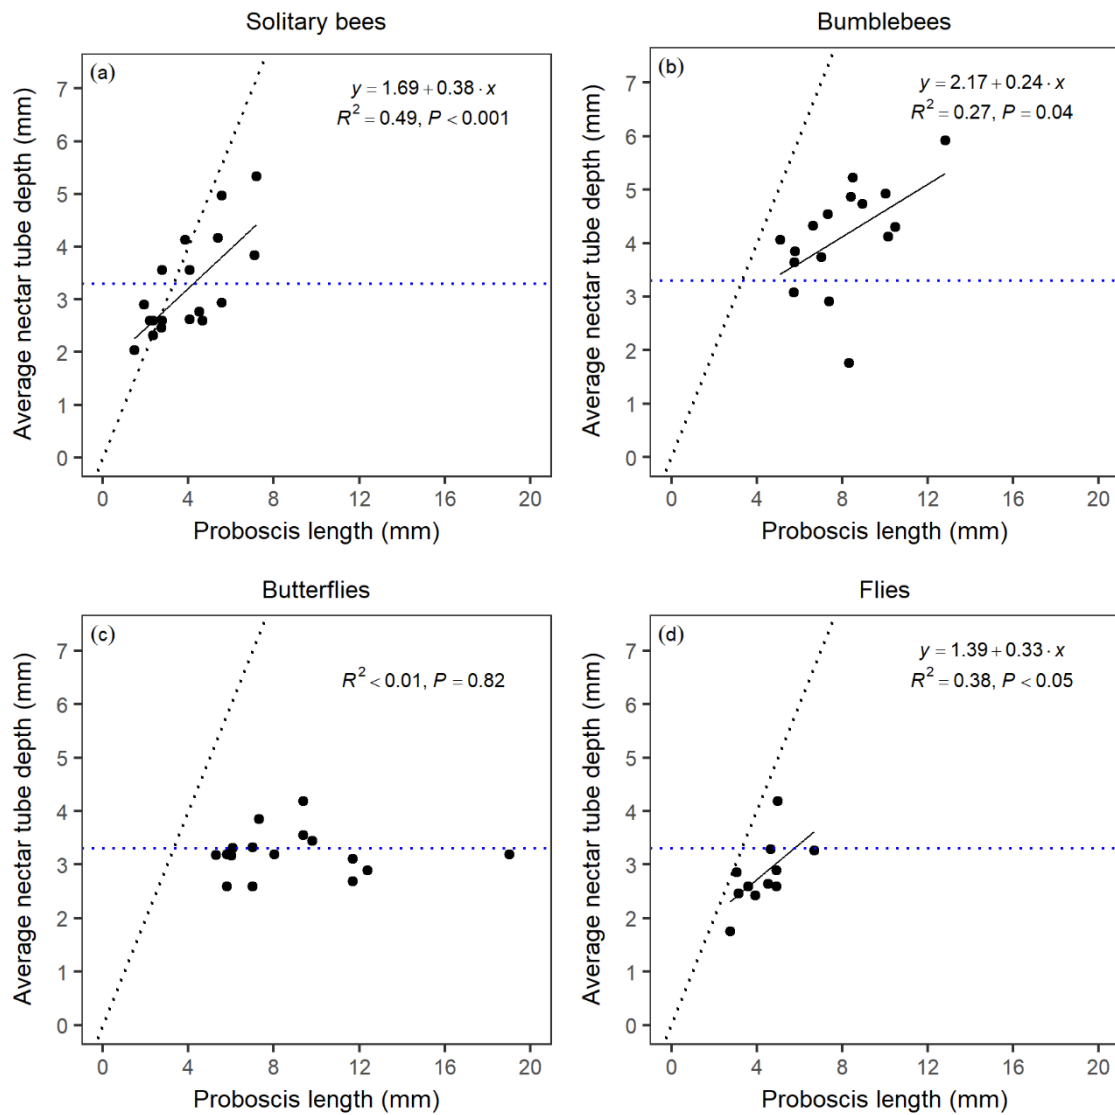 Solitary bees
(a)
y = 1.69 + 0.38 · x
R² = 0.49, P < 0.001
Average nectar tube depth (mm)
7
6
5
4
3
2
1
0
0 4 8 12 16 20
Proboscis length (mm)
Bumblebees
(b)
y = 2.17 + 0.24 · x
R² = 0.27, P = 0.04
Average nectar tube depth (mm)
7
6
5
4
3
2
1
0
0 4 8 12 16 20
Proboscis length (mm)
Butterflies
(c)
R² < 0.01, P = 0.82
Average nectar tube depth (mm)
7
6
5
4
3
2
1
0
0 4 8 12 16 20
Proboscis length (mm)
Flies
(d)
y = 1.39 + 0.33 · x
R² = 0.38, P < 0.05
Average nectar tube depth (mm)
7
6
5
4
3
2
1
0
0 4 8 12 16 20
Proboscis length (mm)